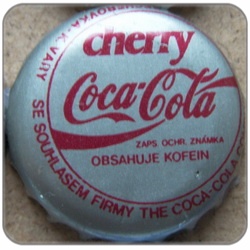 cherry
Coca-Cola
ZAPS. OCHR. ZNÁMKA
OBSAHUJE KOFEIN
K. VARY
SE SOUHLASEM FIRMY THE COCA-COLA